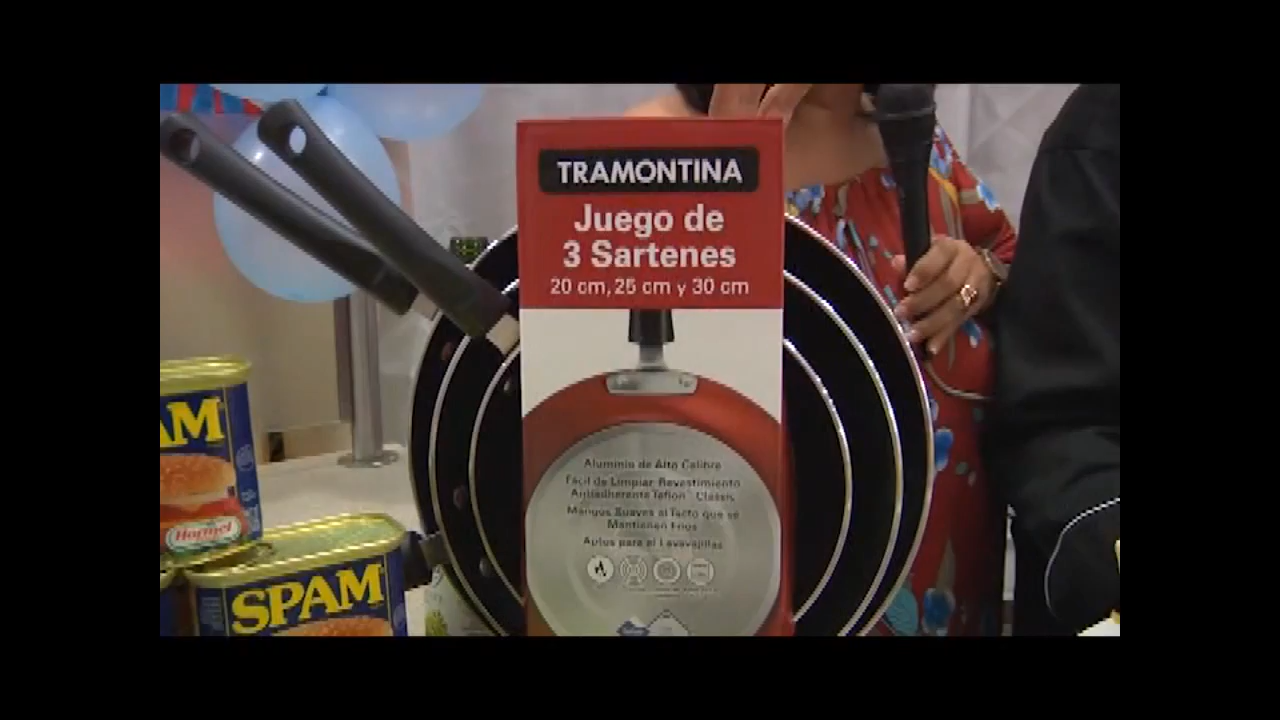 TRAMONTINA
Juego de
3 Sartenes
20 cm, 25 cm y 30 cm
Aluminio de Alto Calibre
Fácil de Limpiar Revestimiento
Antiadherente Teflon Classic
Mangos Suaves al Tacto que se
Mantienen Fríos
Aptos para el Lavavajillas
AM
Hormel
SPAM